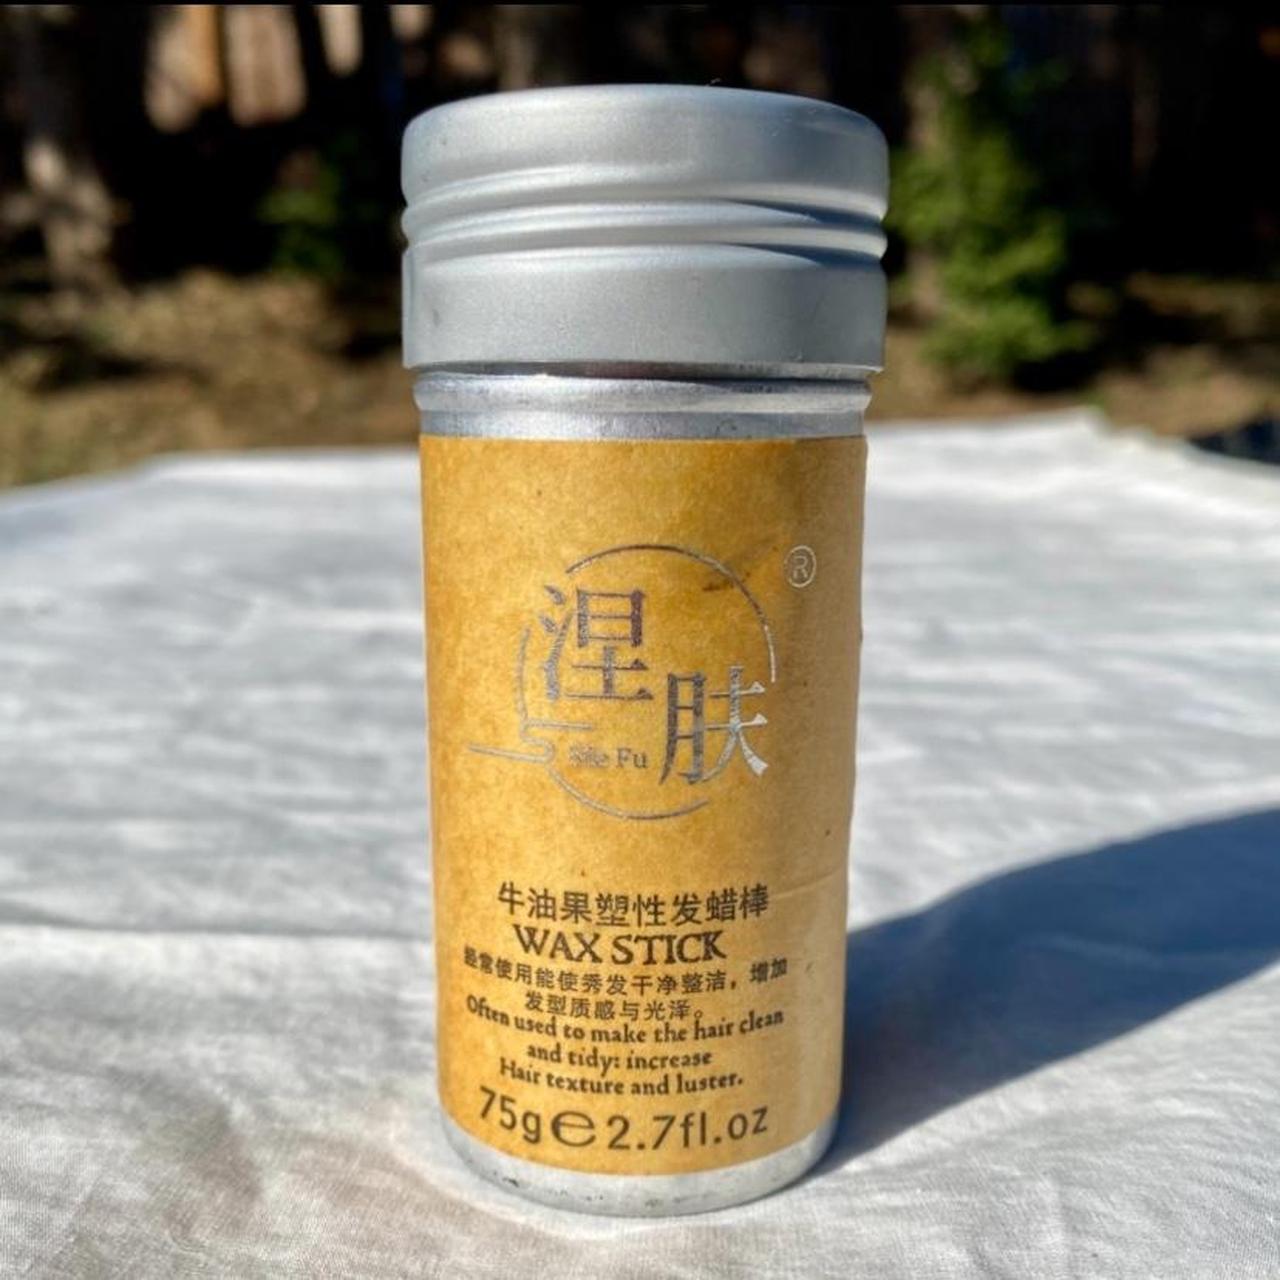 ®
涅
肤
Fu
牛油果塑性发蜡棒
WAX STICK
经常使用能使秀发干净整洁，增加
发型质感与光泽。
Often used to make the hair clean
and tidy: increase
Hair texture and luster.
75g℮2.7fl.oz